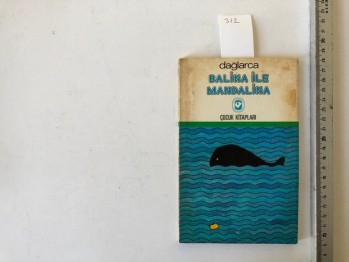 312
dağlarca
BALİNA İLE
MANDALİNA
ÇOCUK KİTAPLARI